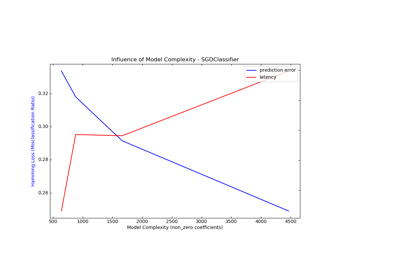 Influence of Model Complexity - SGDClassifier
prediction error
latency
Hamming Loss (Misclassification Ratio)
0.32
0.30
0.28
0.26
500 1000 1500 2000 2500 3000 3500 4000 4500
Model Complexity (non_zero coefficients)